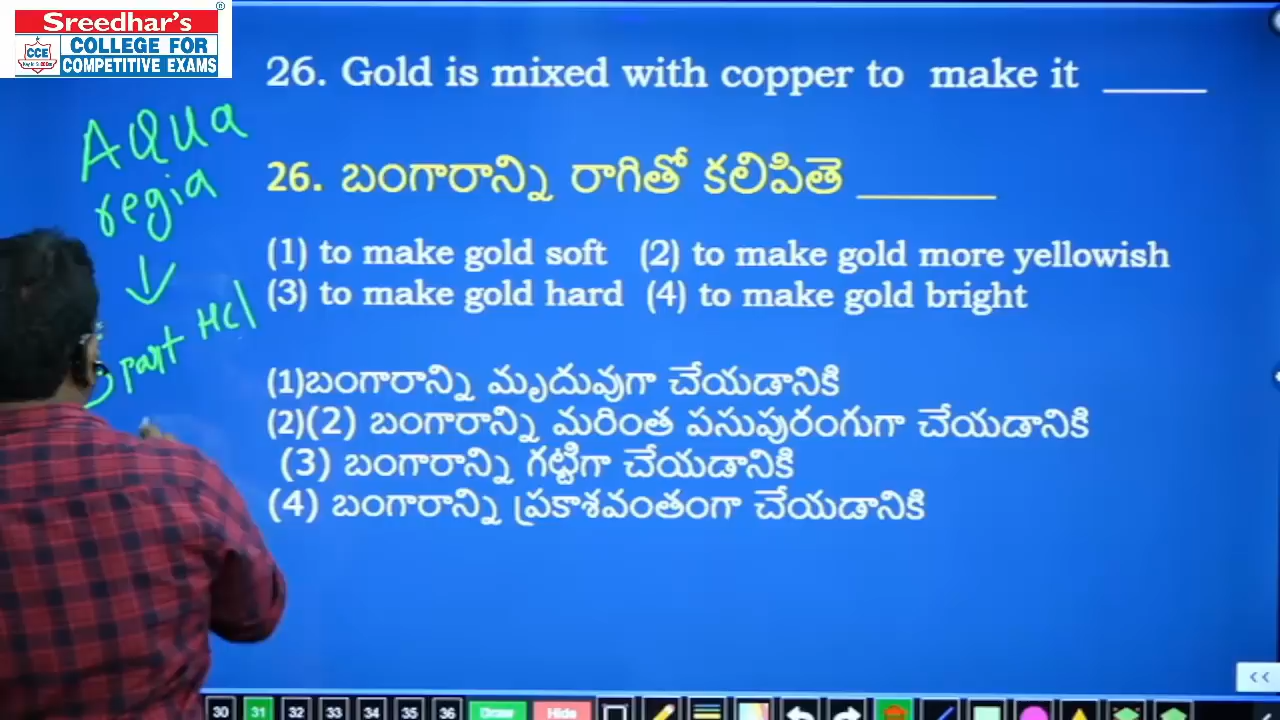 Sreedhar's
CCE
COLLEGE FOR
COMPETITIVE EXAMS
26. Gold is mixed with copper to make it ______
26. బంగారాన్ని రాగితో కలిపితె ________
(1) to make gold soft (2) to make gold more yellowish
(3) to make gold hard (4) to make gold bright
(1)బంగారాన్ని మృదువుగా చేయడానికి
(2)(2) బంగారాన్ని మరింత పసుపురంగుగా చేయడానికి
(3) బంగారాన్ని గట్టిగా చేయడానికి
(4) బంగారాన్ని ప్రకాశవంతంగా చేయడానికి
AQUa
regia
part HCl
30 31 32 33 34 35 36 Draw Hide
<<